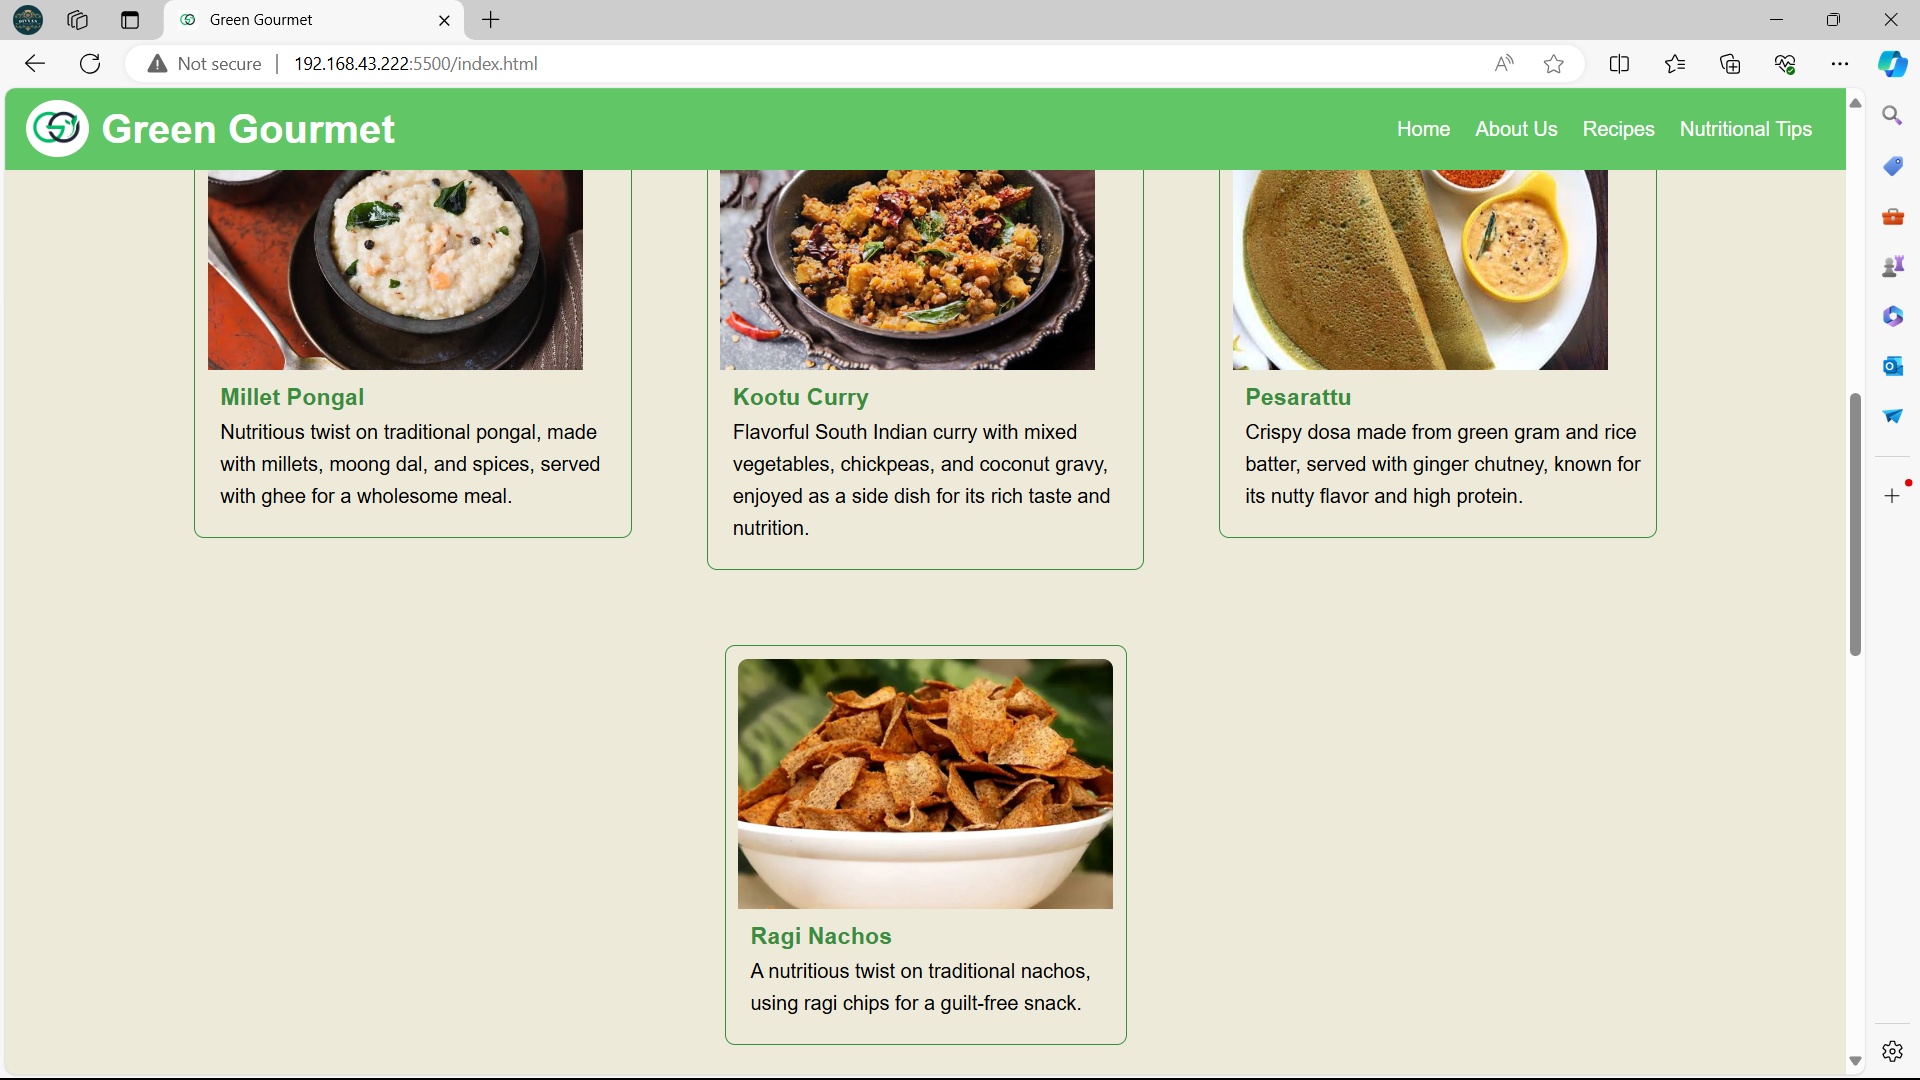 Green Gourmet
Not secure
192.168.43.222:5500/index.html
Green Gourmet
Home
About Us
Recipes
Nutritional Tips
Millet Pongal
Nutritious twist on traditional pongal, made
with millets, moong dal, and spices, served
with ghee for a wholesome meal.
Kootu Curry
Flavorful South Indian curry with mixed
vegetables, chickpeas, and coconut gravy,
enjoyed as a side dish for its rich taste and
nutrition.
Pesarattu
Crispy dosa made from green gram and rice
batter, served with ginger chutney, known for
its nutty flavor and high protein.
Ragi Nachos
A nutritious twist on traditional nachos,
using ragi chips for a guilt-free snack.